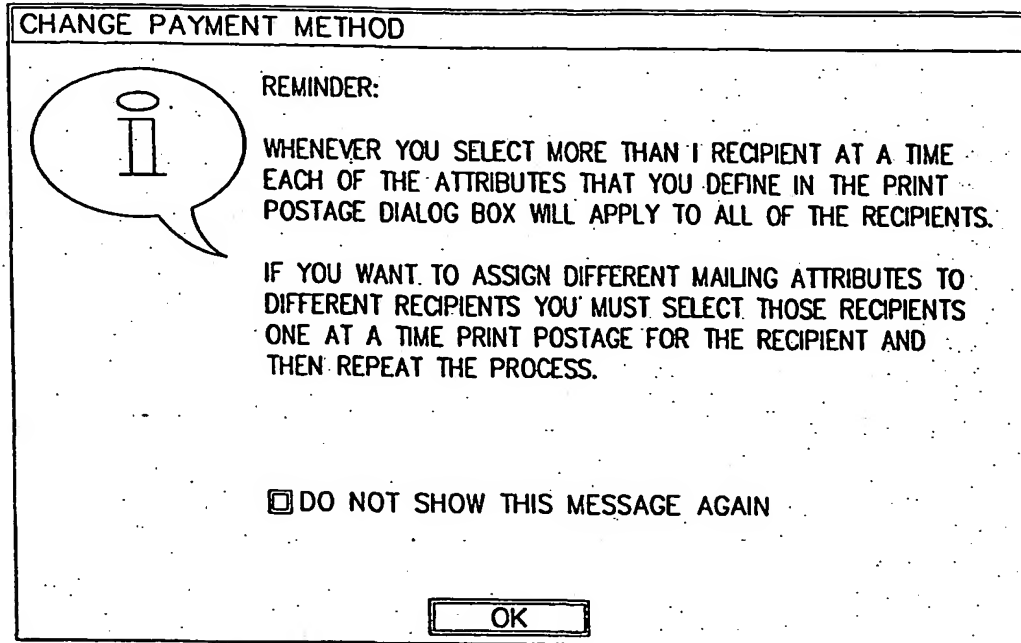 CHANGE PAYMENT METHOD
i
REMINDER:
WHENEVER YOU SELECT MORE THAN 1 RECIPIENT AT A TIME
EACH OF THE ATTRIBUTES THAT YOU DEFINE IN THE PRINT
POSTAGE DIALOG BOX WILL APPLY TO ALL OF THE RECIPIENTS.
IF YOU WANT TO ASSIGN DIFFERENT MAILING ATTRIBUTES TO
DIFFERENT RECIPIENTS YOU MUST SELECT THOSE RECIPIENTS
ONE AT A TIME PRINT POSTAGE FOR THE RECIPIENT AND
THEN REPEAT THE PROCESS.
DO NOT SHOW THIS MESSAGE AGAIN
OK